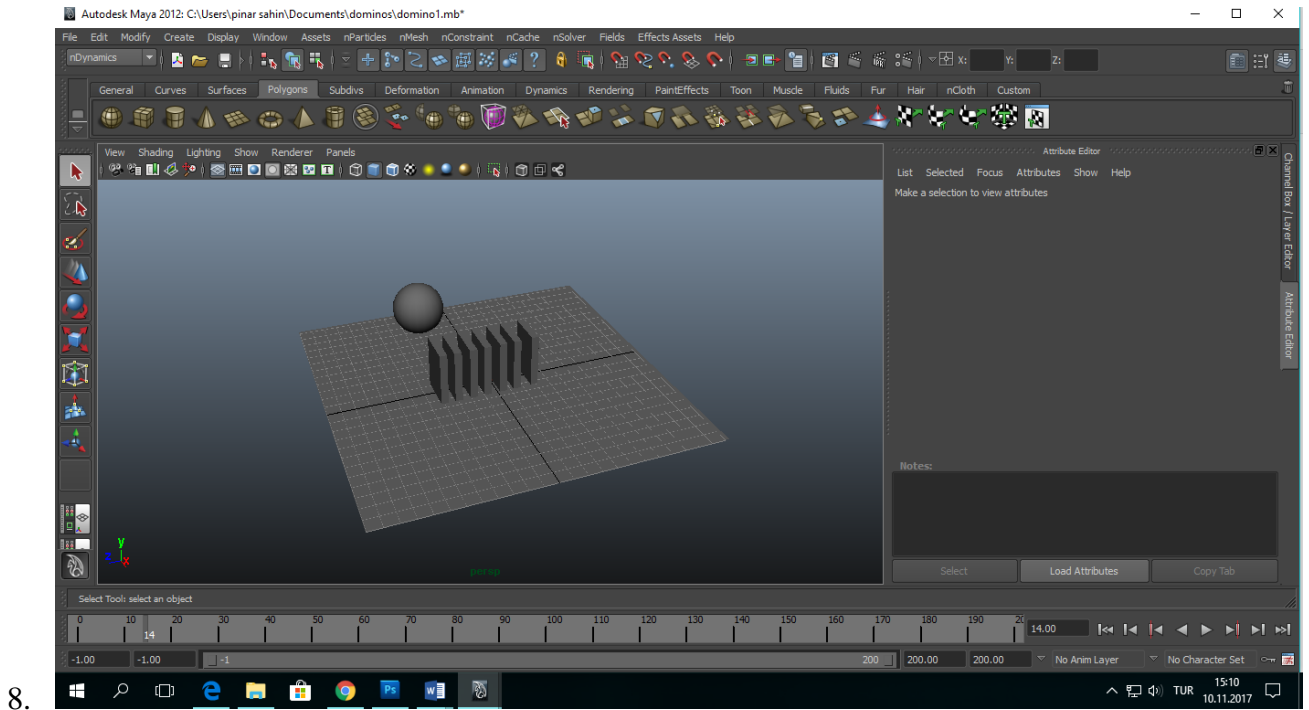 Autodesk Maya 2012: C:\Users\pinar sahin\Documents\dominos\domino1.mb*
File Edit Modify Create Display Window Assets nParticles nMesh nConstraint nCache nSolver Fields Effects Assets Help
nDynamics X: Y: Z:
General Curves Surfaces Polygons Subdivs Deformation Animation Dynamics Rendering PaintEffects Toon Muscle Fluids Fur Hair nCloth Custom
View Shading Lighting Show Renderer Panels
Attribute Editor
List Selected Focus Attributes Show Help
Make a selection to view attributes
Channel Box / Layer Editor
Attribute Editor
Notes:
y
x
persp
Select Load Attributes Copy Tab
Select Tool: select an object
0 10 20 30 40 50 60 70 80 90 100 110 120 130 140 150 160 170 180 190 20
14
14.00
-1.00 -1.00 -1 200 200.00 200.00 No Anim Layer No Character Set
8.
Ps
TUR
15:10
10.11.2017